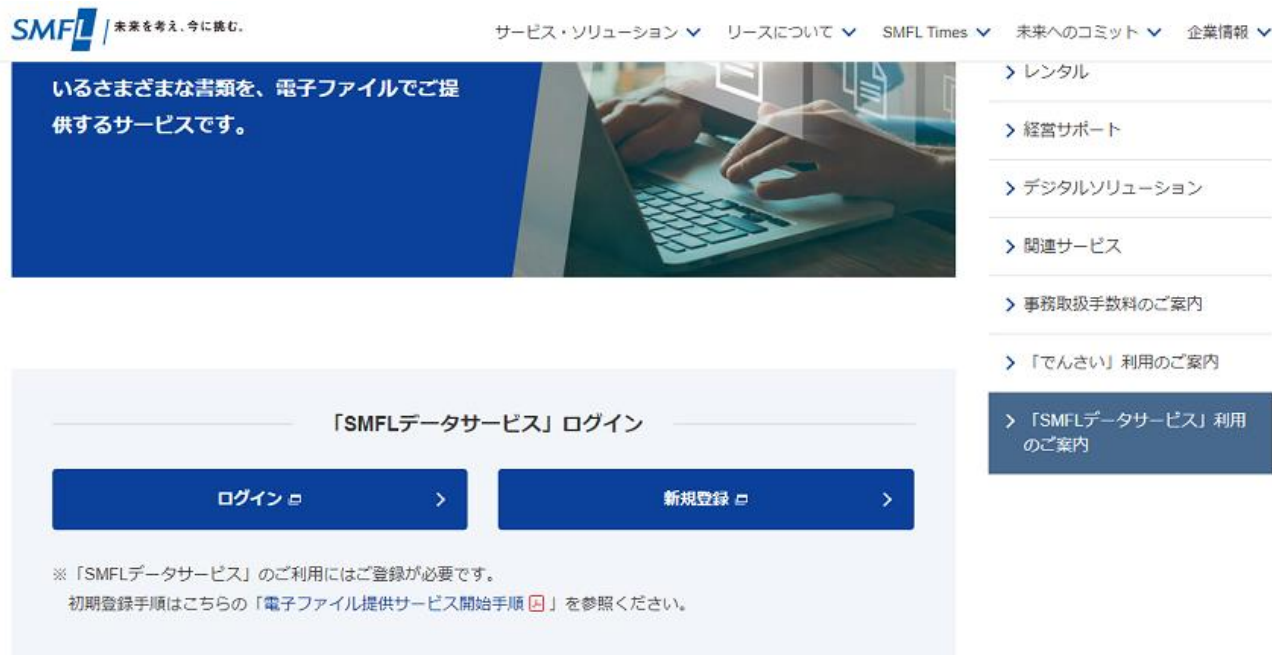 SMFL 未来を考え、今に挑む。
サービス・ソリューション リースについて SMFL Times 未来へのコミット 企業情報
いるさまざまな書類を、電子ファイルでご提
供するサービスです。
レンタル
経営サポート
デジタルソリューション
関連サービス
事務取扱手数料のご案内
「でんさい」利用のご案内
「SMFLデータサービス」利用
のご案内
「SMFLデータサービス」ログイン
ログイン
新規登録
※「SMFLデータサービス」のご利用にはご登録が必要です。
初期登録手順はこちらの「電子ファイル提供サービス開始手順」を参照ください。